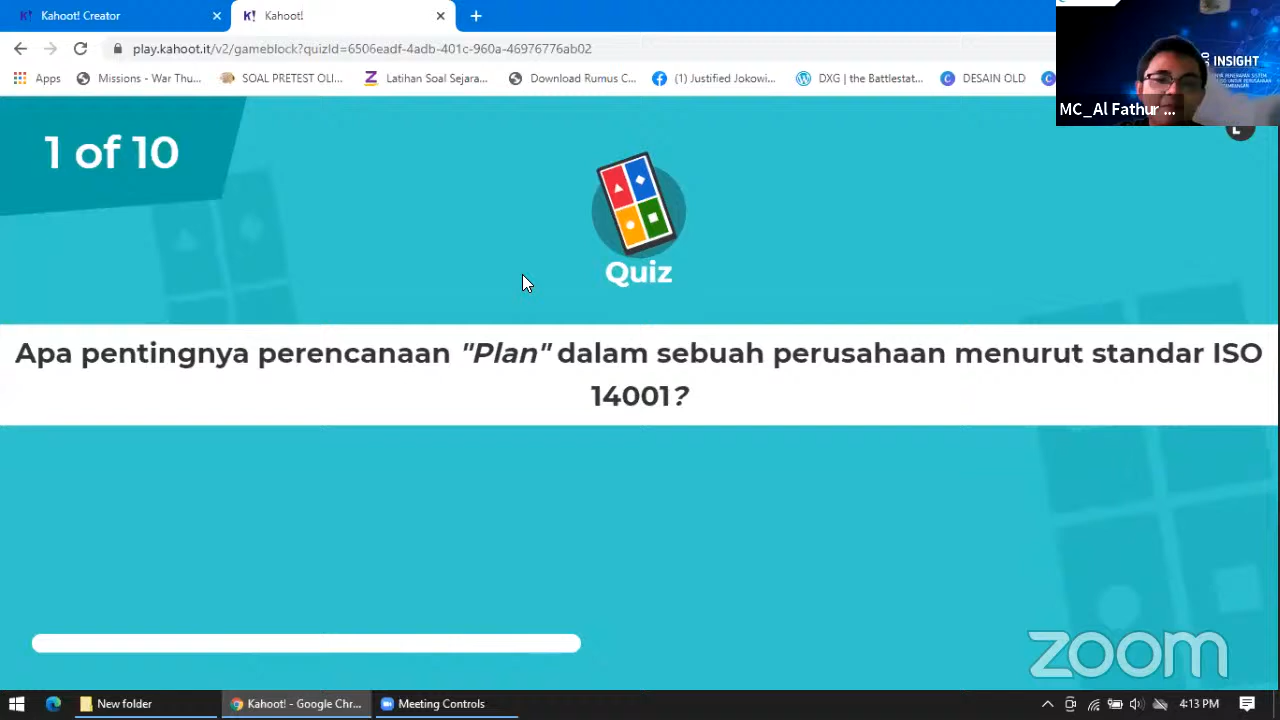 Kahoot! Creator
Kahoot!
play.kahoot.it/v2/gameblock?quizId=6506eadf-4adb-401c-960a-46976776ab02
Apps
Missions - War Thu...
SOAL PRETEST OLI...
Latihan Soal Sejara...
Download Rumus C...
(1) Justified Jokowi...
DXG | the Battlestat...
DESAIN OLD
INSIGHT
MC_Al Fathur ...
1 of 10
Quiz
Apa pentingnya perencanaan "Plan" dalam sebuah perusahaan menurut standar ISO
14001?
zoom
New folder
Kahoot! - Google Chr...
Meeting Controls
4:13 PM